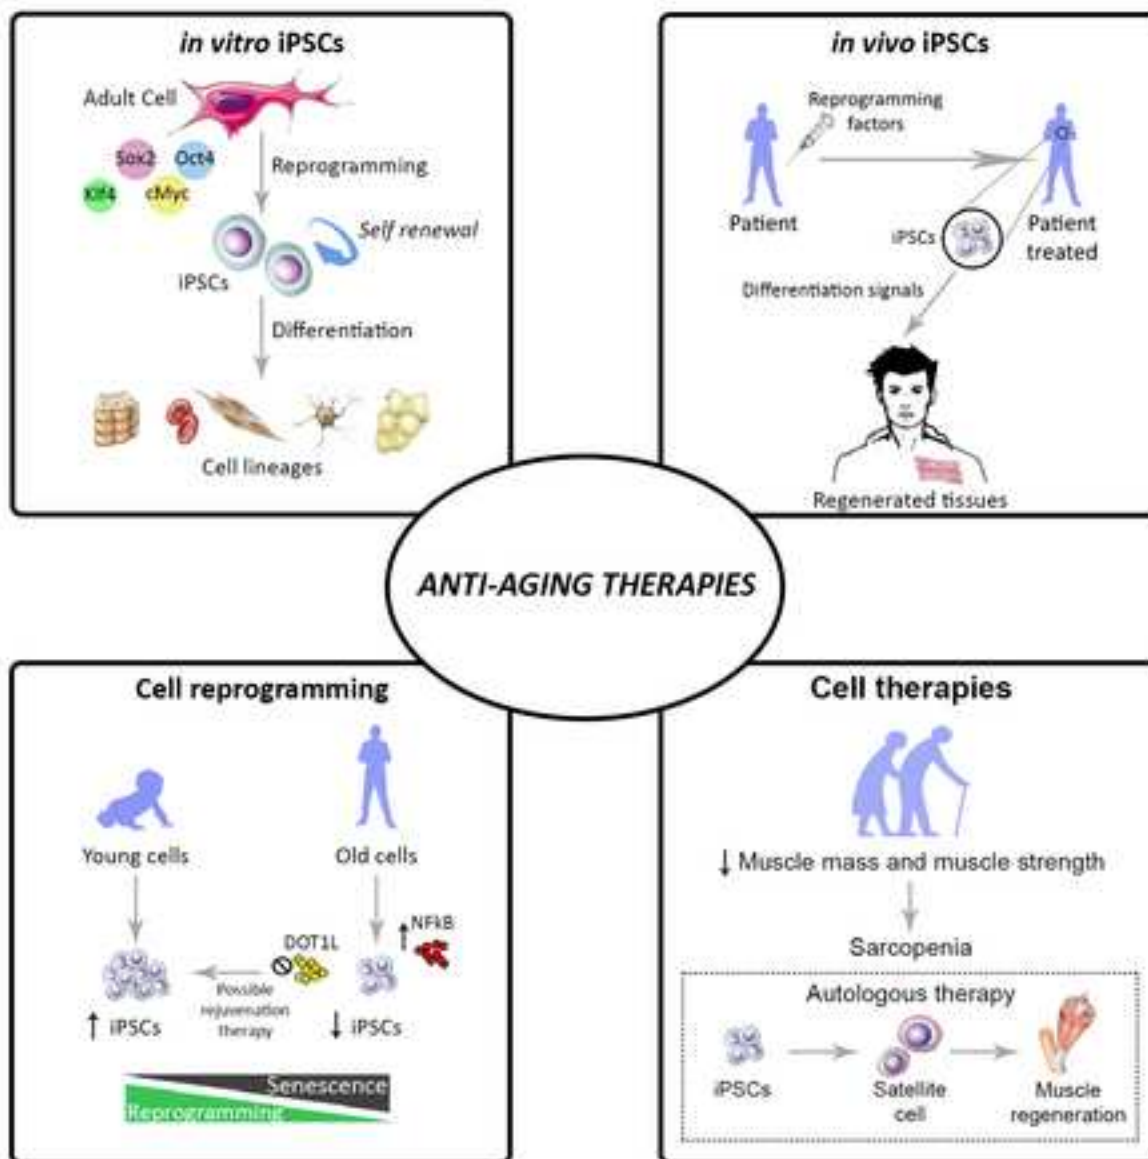 in vitro iPSCs
Adult Cell
Sox2
Oct4
Klf4
cMyc
Reprogramming
Self renewal
iPSCs
Differentiation
Cell lineages
in vivo iPSCs
Reprogramming
factors
Patient
iPSCs
Patient
treated
Differentiation signals
Regenerated tissues
ANTI-AGING THERAPIES
Cell reprogramming
Young cells
Old cells
NFkB
DOT1L
Possible
rejuvenation
therapy
↑ iPSCs
↓ iPSCs
Senescence
Reprogramming
Cell therapies
↓ Muscle mass and muscle strength
Sarcopenia
Autologous therapy
iPSCs
Satellite
cell
Muscle
regeneration